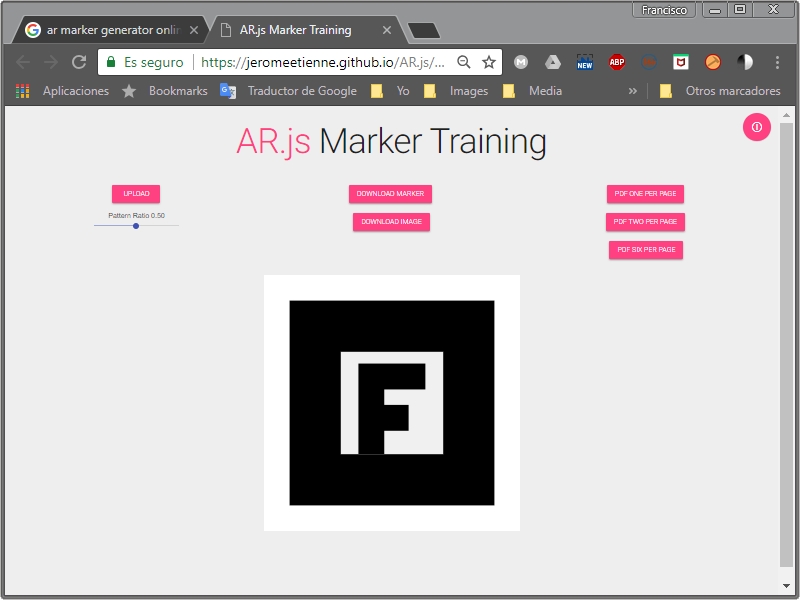 Francisco
ar marker generator onlin
AR.js Marker Training
Es seguro
https://jeromeetienne.github.io/AR.js/...
M
NEW
ABP
Aplicaciones
Bookmarks
Traductor de Google
Yo
Images
Media
»
Otros marcadores
AR.js Marker Training
UPLOAD
DOWNLOAD MARKER
PDF ONE PER PAGE
Pattern Ratio 0.50
DOWNLOAD IMAGE
PDF TWO PER PAGE
PDF SIX PER PAGE
F